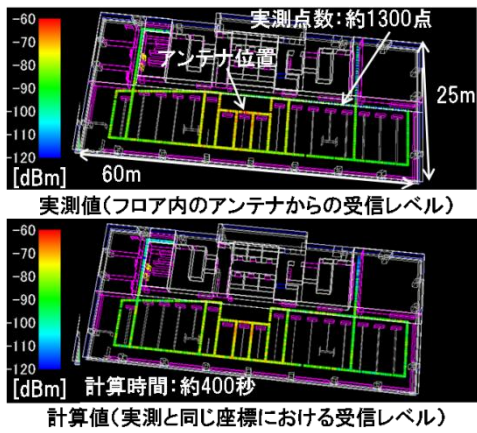 -60
-70
-80
-90
-100
-110
-120
[dBm]
実測点数：約1300点
アンテナ位置
25m
60m
実測値（フロア内のアンテナからの受信レベル）
-60
-70
-80
-90
-100
-110
-120
[dBm]
計算時間：約400秒
計算値（実測と同じ座標における受信レベル）